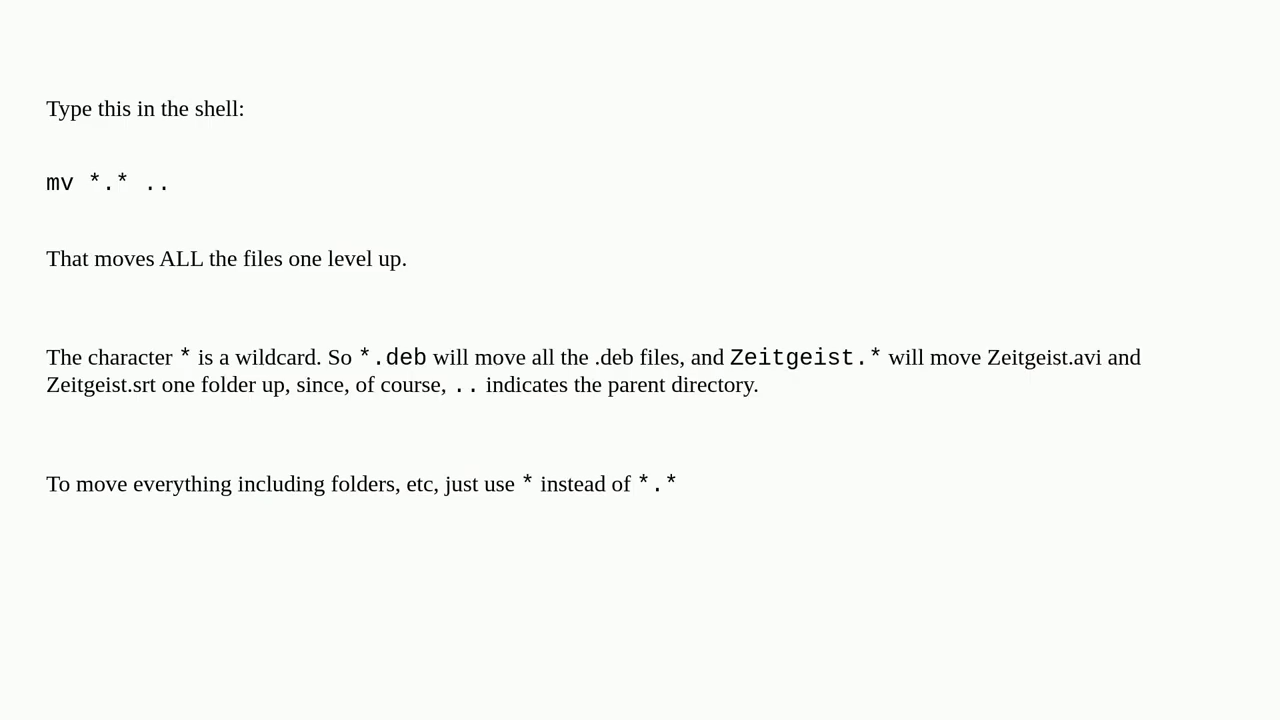 Type this in the shell:
mv *.* ..
That moves ALL the files one level up.
The character * is a wildcard. So *.deb will move all the .deb files, and Zeitgeist.* will move Zeitgeist.avi and
Zeitgeist.srt one folder up, since, of course, .. indicates the parent directory.
To move everything including folders, etc, just use * instead of *.*